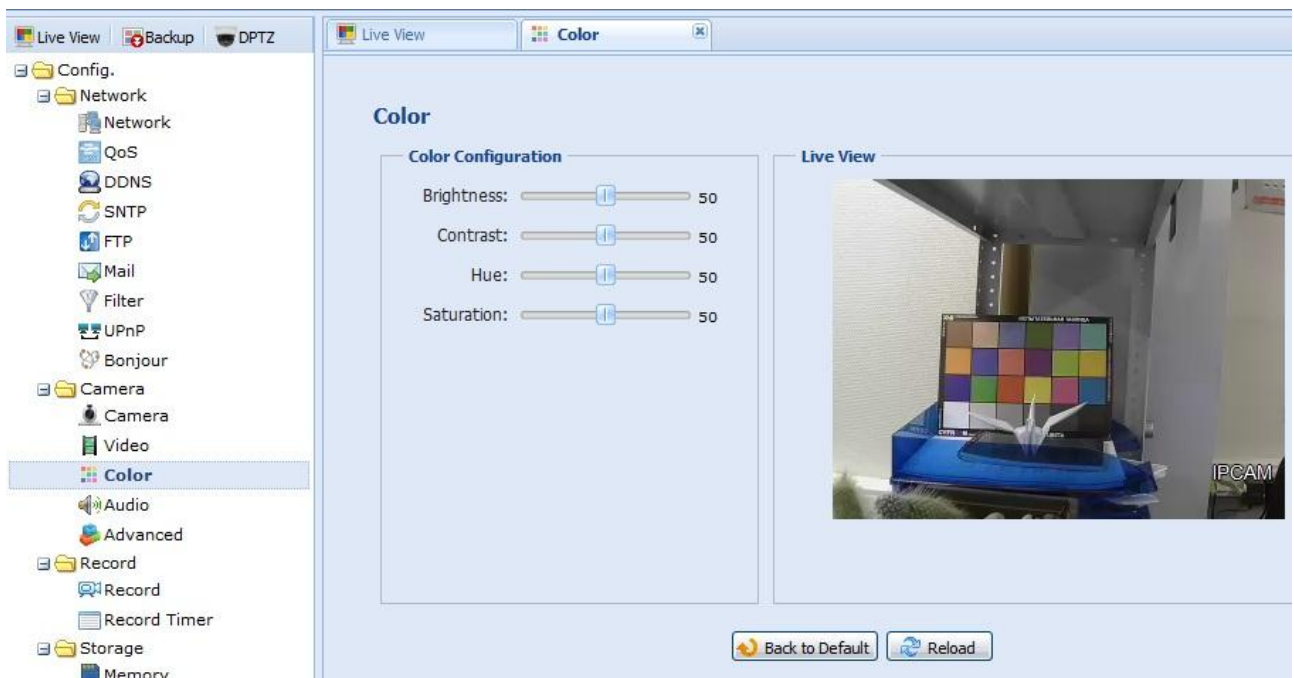 Live View Backup DPTZ
Live View Color
Config.
Network
Network
QoS
DDNS
SNTP
FTP
Mail
Filter
UPnP
Bonjour
Camera
Camera
Video
Color
Audio
Advanced
Record
Record
Record Timer
Storage
Memory
Color
Color Configuration
Brightness: 50
Contrast: 50
Hue: 50
Saturation: 50
Live View
IPCAM
Back to Default Reload